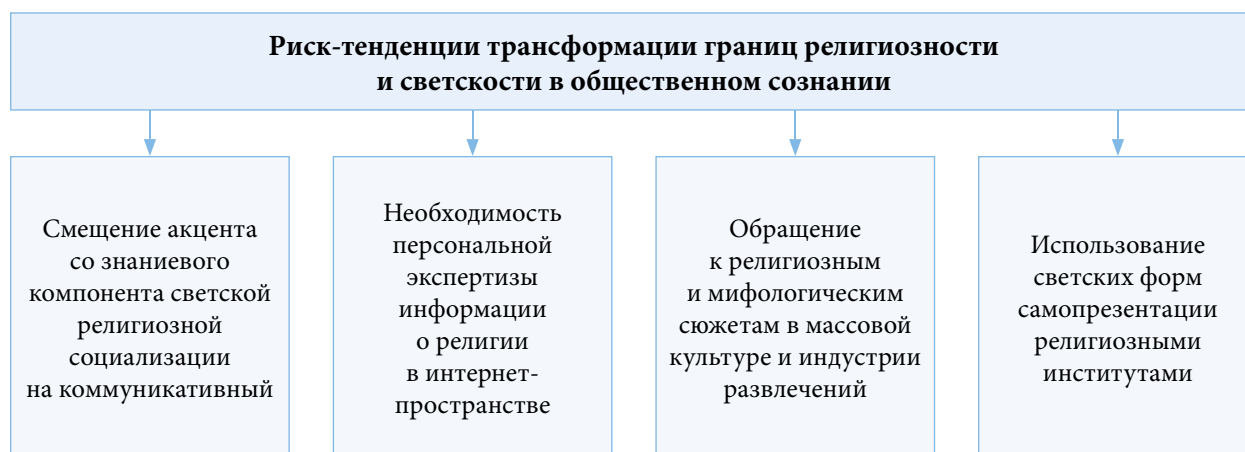 Риск-тенденции трансформации границ религиозности
и светскости в общественном сознании
Смещение акцента
со знаниевого
компонента светской
религиозной
социализации
на коммуникативный
Необходимость
персональной
экспертизы
информации
о религии
в интернет-
пространстве
Обращение
к религиозным
и мифологическим
сюжетам в массовой
культуре и индустрии
развлечений
Использование
светских форм
самопрезентации
религиозными
институтами